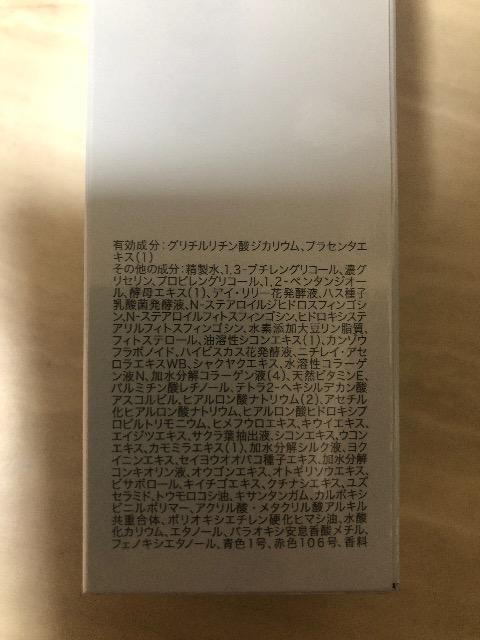 有効成分：グリチルリチン酸ジカリウム、プラセンタエ
キス(1)
その他の成分：精製水、1,3-ブチレングリコール、濃グ
リセリン、プロピレングリコール、1,2-ペンタンジオー
ル、酵母エキス(1)、アイ・リリー花発酵液、ハス種子
乳酸菌発酵液、N-ステアロイルジヒドロスフィンゴシ
ン、N-ステアロイルフィトスフィンゴシン、ヒドロキシステ
アリルフィトスフィンゴシン、水素添加大豆リン脂質、
フィトステロール、油溶性シコンエキス(1)、カンゾウ
フラボノイド、ハイビスカス花発酵液、ニチレイ・アセ
ロラエキスWB、シャクヤクエキス、水溶性コラーゲ
ン液N、加水分解コラーゲン液(4)、天然ビタミンE、
パルミチン酸レチノール、テトラ2-ヘキシルデカン酸
アスコルビル、ヒアルロン酸ナトリウム(2)、アセチル
化ヒアルロン酸ナトリウム、ヒアルロン酸ヒドロキシプ
ロピルトリモニウム、ヒメフウロエキス、キウイエキス、
エイジツエキス、サクラ葉抽出液、シコンエキス、ウコン
エキス、カモミラエキス(1)、加水分解シルク液、ヨク
イニンエキス、セイヨウオオバコ種子エキス、加水分解
コンキオリン液、オウゴンエキス、オトギリソウエキス、
ビサボロール、キイチゴエキス、クチナシエキス、ユズ
セラミド、トウモロコシ油、キサンタンガム、カルボキシ
ビニルポリマー、アクリル酸・メタクリル酸アルキル
共重合体、ポリオキシエチレン硬化ヒマシ油、水酸
化カリウム、エタノール、パラオキシ安息香酸メチル、
フェノキシエタノール、青色1号、赤色106号、香料